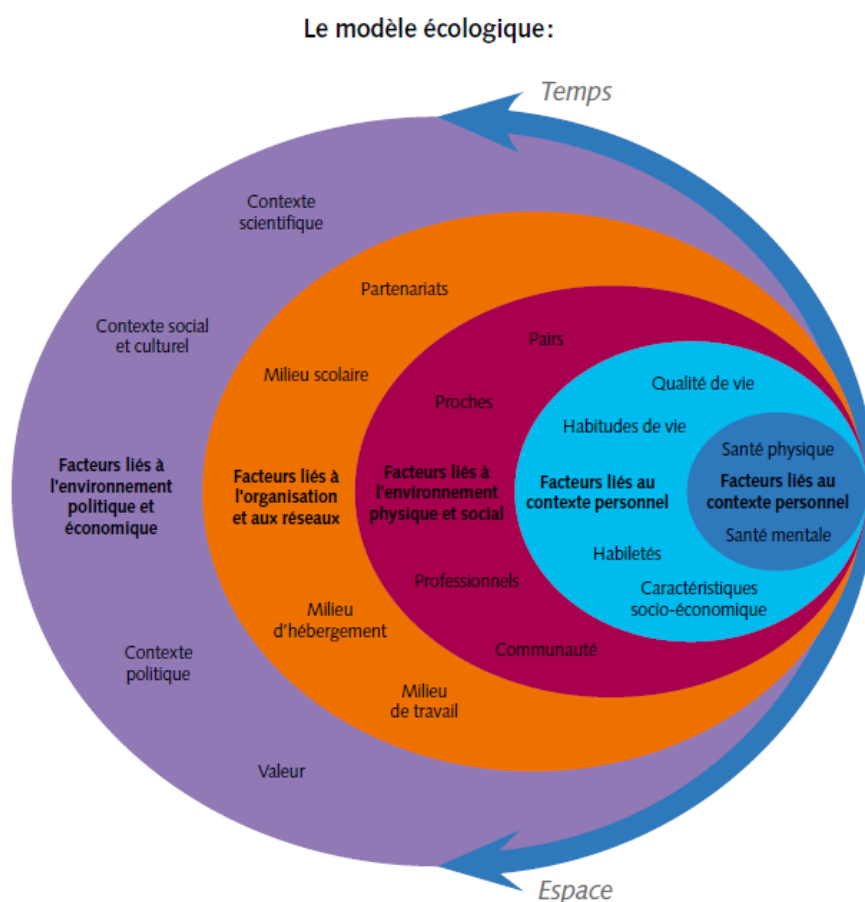 Le modèle écologique:
Temps
Contexte
scientifique
Partenariats
Contexte social
et culturel
Pairs
Milieu scolaire
Qualité de vie
Proches
Habitudes de vie
Santé physique
Facteurs liés à
l'environnement
politique et
économique
Facteurs liés à
l'organisation
et aux réseaux
Facteurs liés à
l'environnement
physique et social
Facteurs liés au
contexte personnel
Facteurs liés au
contexte personnel
Santé mentale
Habiletés
Professionnels
Caractéristiques
socio-économique
Milieu
d'hébergement
Communauté
Contexte
politique
Milieu
de travail
Valeur
Espace